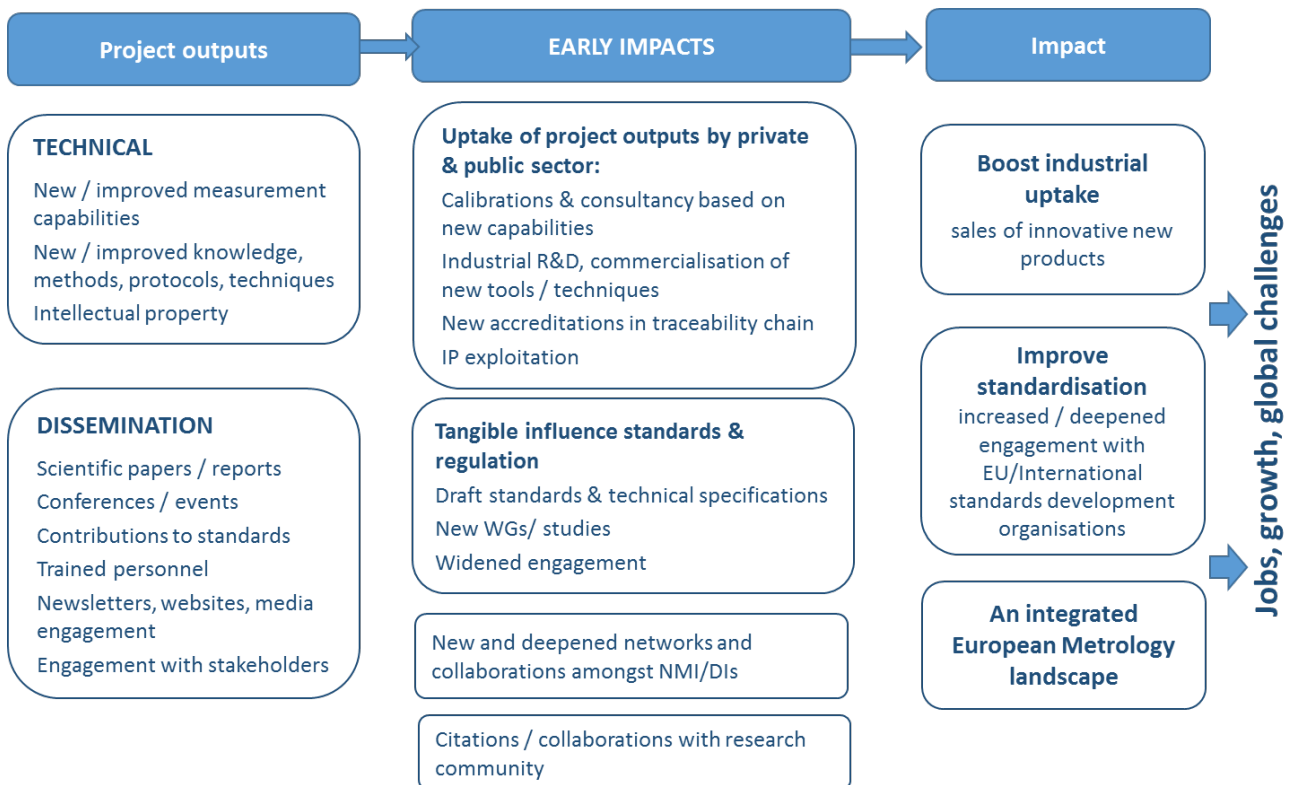 Project outputs
EARLY IMPACTS
Impact
TECHNICAL
New / improved measurement
capabilities
New / improved knowledge,
methods, protocols, techniques
Intellectual property
DISSEMINATION
Scientific papers / reports
Conferences / events
Contributions to standards
Trained personnel
Newsletters, websites, media
engagement
Engagement with stakeholders
Uptake of project outputs by private
& public sector:
Calibrations & consultancy based on
new capabilities
Industrial R&D, commercialisation of
new tools / techniques
New accreditations in traceability chain
IP exploitation
Tangible influence standards &
regulation
Draft standards & technical specifications
New WGs/ studies
Widened engagement
New and deepened networks and
collaborations amongst NMI/DIs
Citations / collaborations with research
community
Boost industrial
uptake
sales of innovative new
products
Improve
standardisation
increased / deepened
engagement with
EU/International
standards development
organisations
An integrated
European Metrology
landscape
Jobs, growth, global challenges